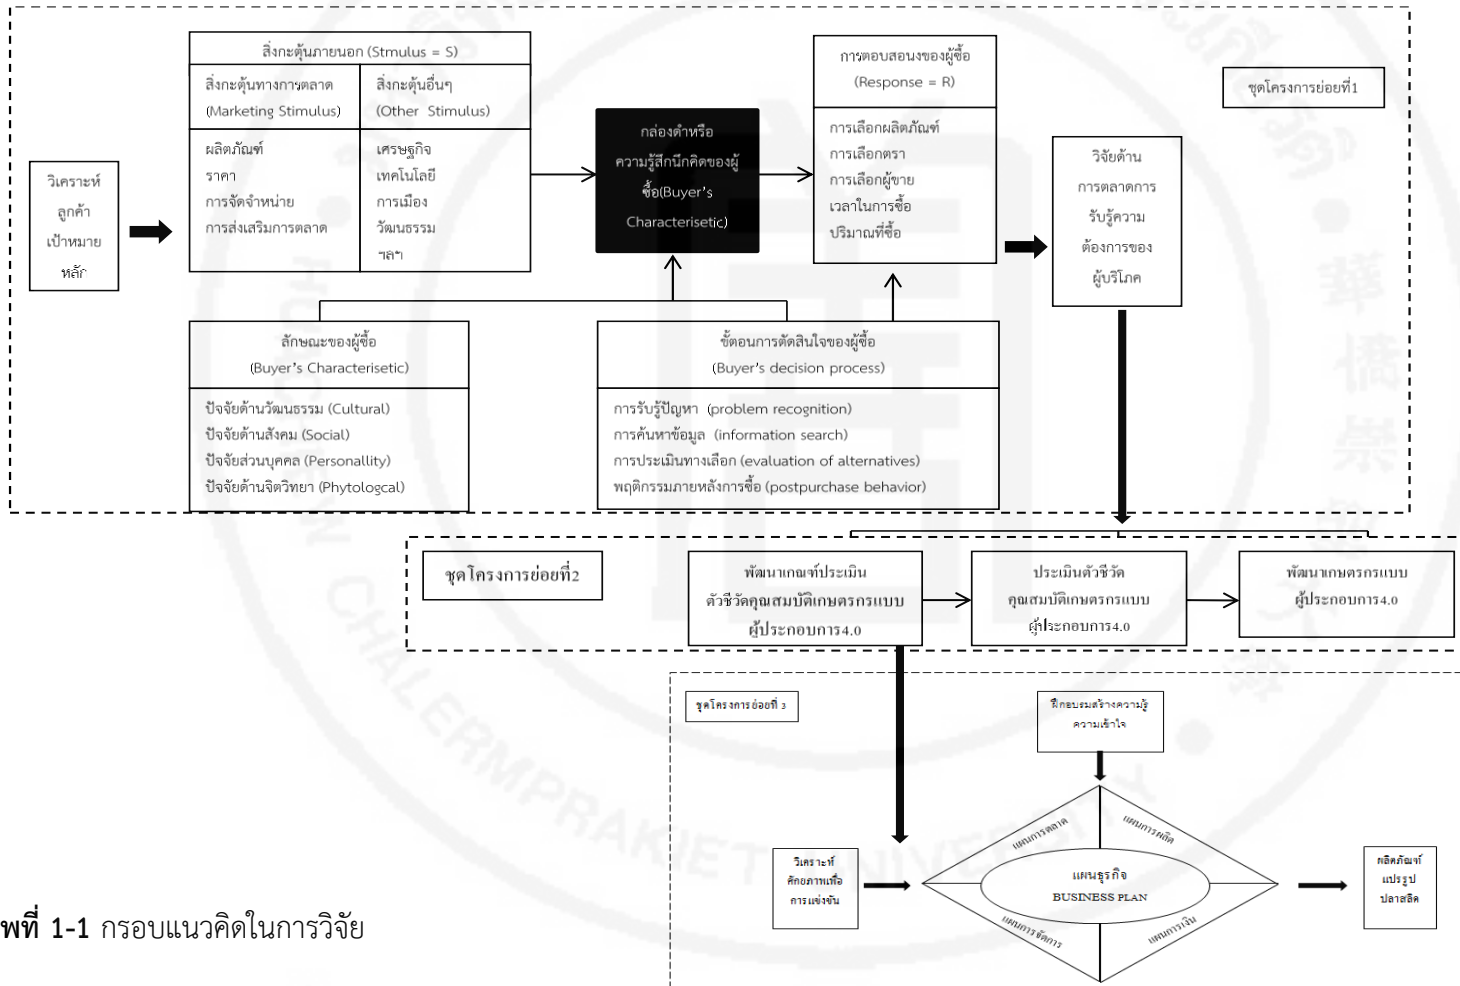 สิ่งกะตุ้นภายนอก (Stmulus = S)
สิ่งกะตุ้นทางการตลาด
(Marketing Stimulus)
สิ่งกะตุ้นอื่นๆ
(Other Stimulus)
ผลิตภัณฑ์
ราคา
การจัดจำหน่าย
การส่งเสริมการตลาด
เศรษฐกิจ
เทคโนโลยี
การเมือง
วัฒนธรรม
ฯลฯ
วิเคราะห์
ลูกค้า
เป้าหมาย
หลัก
กล่องดำหรือ
ความรู้สึกนึกคิดของผู้
ซื้อ(Buyer's
Characterisetic)
การตอบสอนงของผู้ซื้อ
(Response = R)
การเลือกผลิตภัณฑ์
การเลือกตรา
การเลือกผู้ขาย
เวลาในการซื้อ
ปริมาณที่ซื้อ
ชุดโครงการย่อยที่1
วิจัยด้าน
การตลาดการ
รับรู้ความ
ต้องการของ
ผู้บริโภค
ลักษณะของผู้ซื้อ
(Buyer's Characterisetic)
ปัจจัยด้านวัฒนธรรม (Cultural)
ปัจจัยด้านสังคม (Social)
ปัจจัยส่วนบุคคล (Personallity)
ปัจจัยด้านจิตวิทยา (Phytologcal)
ขั้ตอนการตัดสินใจของผู้ซื้อ
(Buyer's decision process)
การรับรู้ปัญหา (problem recognition)
การค้นหาข้อมูล (information search)
การประเมินทางเลือก (evaluation of alternatives)
พฤติกรรมภายหลังการซื้อ (postpurchase behavior)
ชุดโครงการย่อยที่2
พัฒนาเกณฑ์ประเมิน
ตัวชี้วัดคุณสมบัติเกษตรกรแบบ
ผู้ประกอบการ4.0
ประเมินตัวชี้วัด
คุณสมบัติเกษตรกรแบบ
ผู้ประกอบการ4.0
พัฒนาเกษตรกรแบบ
ผู้ประกอบการ4.0
ชุดโครงการย่อยที่ 3
ฝึกอบรมสร้างความรู้
ความเข้าใจ
วิเคราะห์
ศักยภาพเพื่อ
การแข่งขัน
แผนการตลาด
แผนการผลิต
แผนธุรกิจ
BUSINESS PLAN
แผนการจัดการ
แผนการเงิน
ผลิตภัณฑ์
แปรรูป
ปลาสลิด
พที่ 1-1 กรอบแนวคิดในการวิจัย
HUACHIEW CHALERMPRAKIET UNIVERSITY